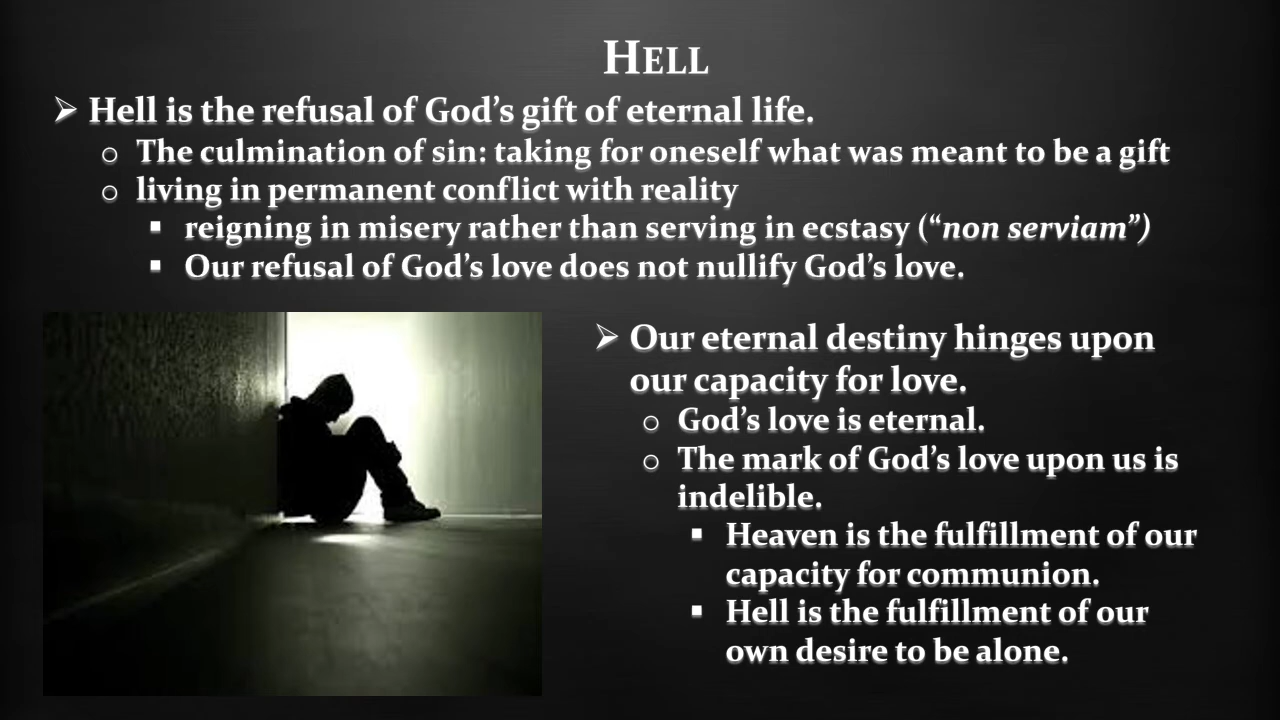 HELL
➢ Hell is the refusal of God’s gift of eternal life.
o The culmination of sin: taking for oneself what was meant to be a gift
o living in permanent conflict with reality
▪ reigning in misery rather than serving in ecstasy (“non serviam”)
▪ Our refusal of God’s love does not nullify God’s love.
➢ Our eternal destiny hinges upon
our capacity for love.
o God’s love is eternal.
o The mark of God’s love upon us is
indelible.
▪ Heaven is the fulfillment of our
capacity for communion.
▪ Hell is the fulfillment of our
own desire to be alone.